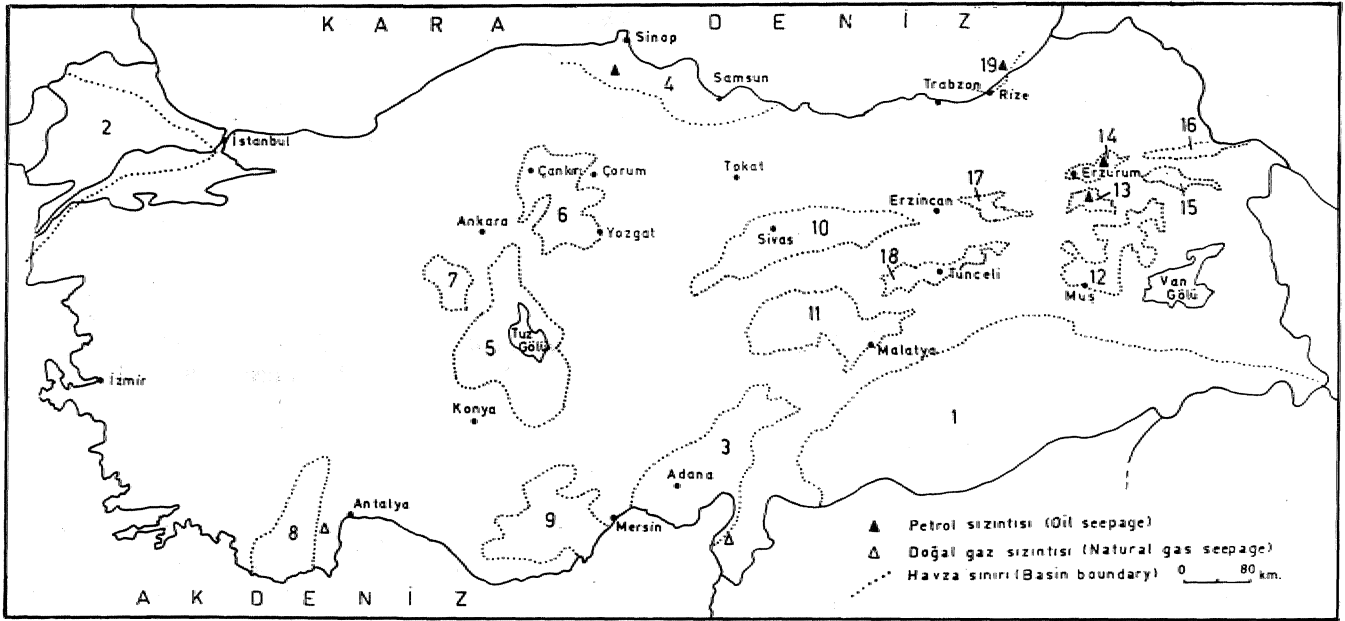 K A R A D E N İ Z
Sinap
19
Samsun
4
Trabzon
Rize
2
İstanbul
16
14
Çankırı
Çorum
Tokat
Erzurum
17
13
15
Erzincan
6
Ankara
Yozgat
10
Sivas
18
Tunceli
7
12
Van
Gölü
Muş
11
Tuz
Gölü
5
Malatya
İzmir
Konya
1
3
Adana
Antalya
9
Mersin
8
Petrol sızıntısı (Oil seepage)
Doğal gaz sızıntısı (Natural gas seepage)
Havza sınırı (Basin boundary)
0 80 km.
A K D E N İ Z